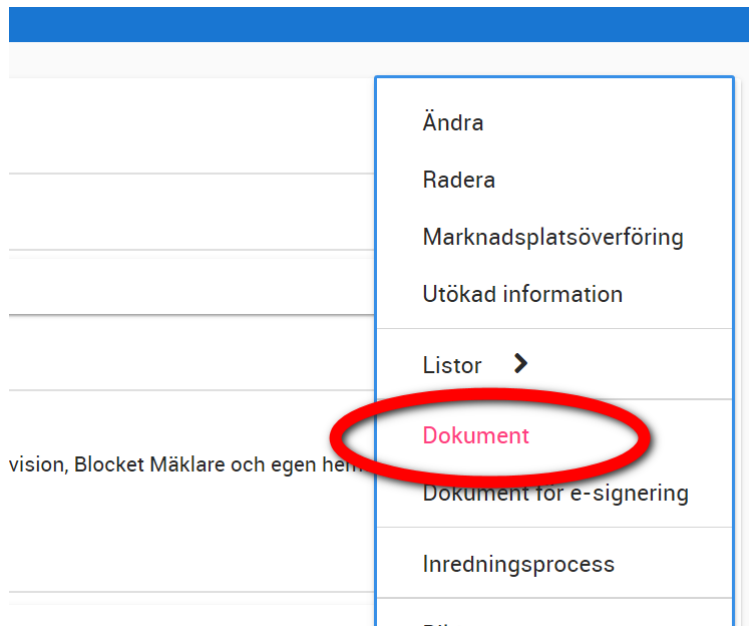 Ändra
Radera
Marknadsplatsöverföring
Utökad information
Listor
Dokument
vision, Blocket Mäklare och egen hem
Dokument för e-signering
Inredningsprocess